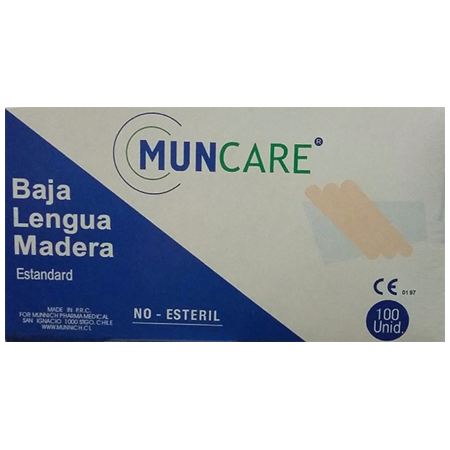 MUNCARE®
Baja
Lengua
Madera
Estandard
MADE IN P.R.C.
FOR MUNNICH PHARMA MEDICAL
SAN IGNACIO 1000 STGO. CHILE
WWW.MUNNICH.CL
NO - ESTERIL
CE 0197
100
Unid.